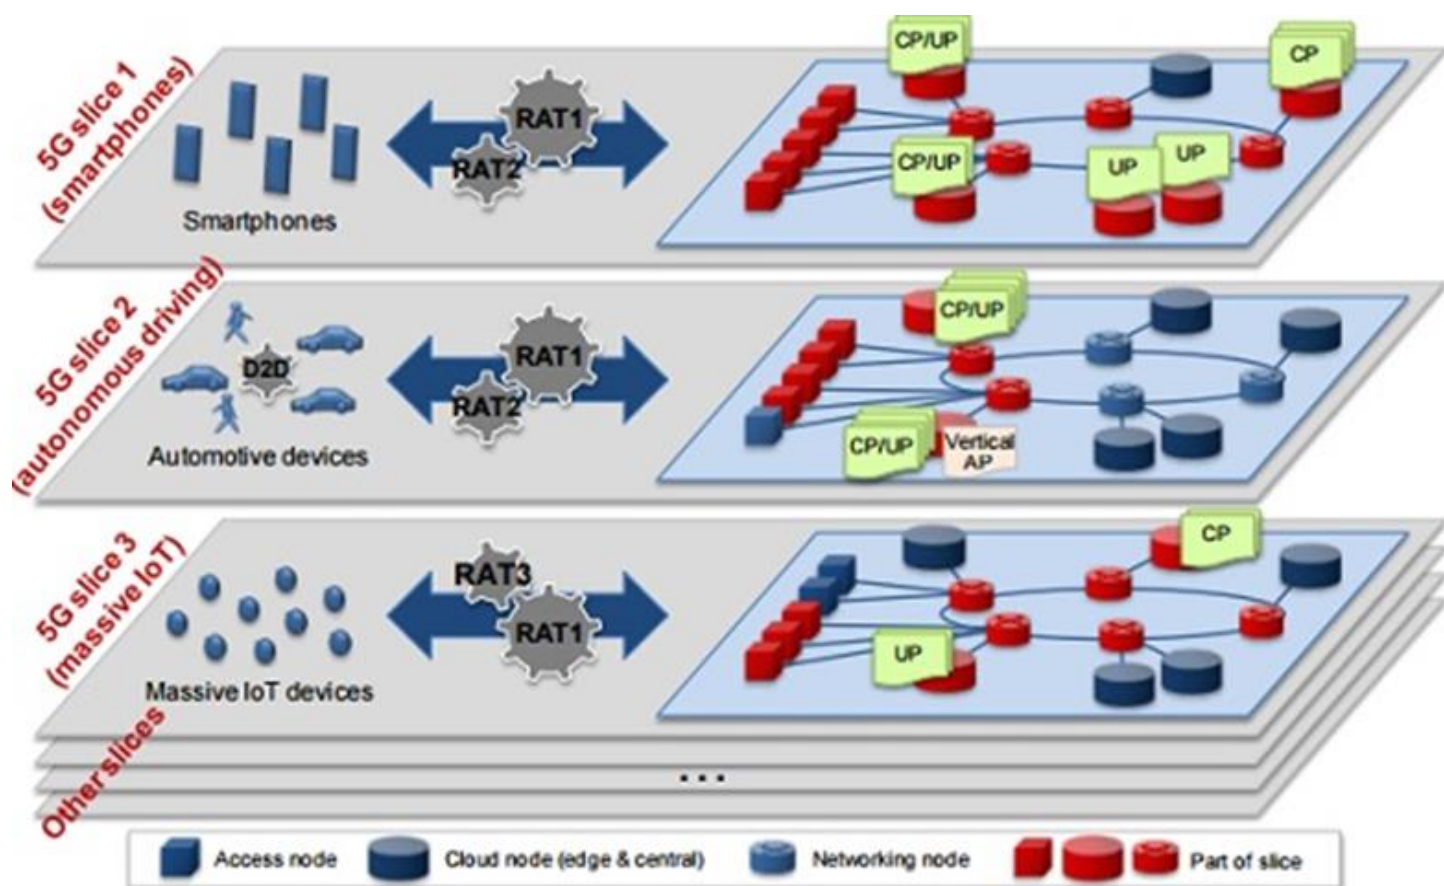 5G slice 1
(smartphones)
Smartphones
RAT1
RAT2
CP/UP
CP/UP
UP
UP
CP
5G slice 2
(autonomous driving)
D2D
Automotive devices
RAT1
RAT2
CP/UP
CP/UP
Vertical
AP
5G slice 3
(massive IoT)
Massive IoT devices
RAT3
RAT1
UP
CP
Other slices
...
Access node
Cloud node (edge & central)
Networking node
Part of slice